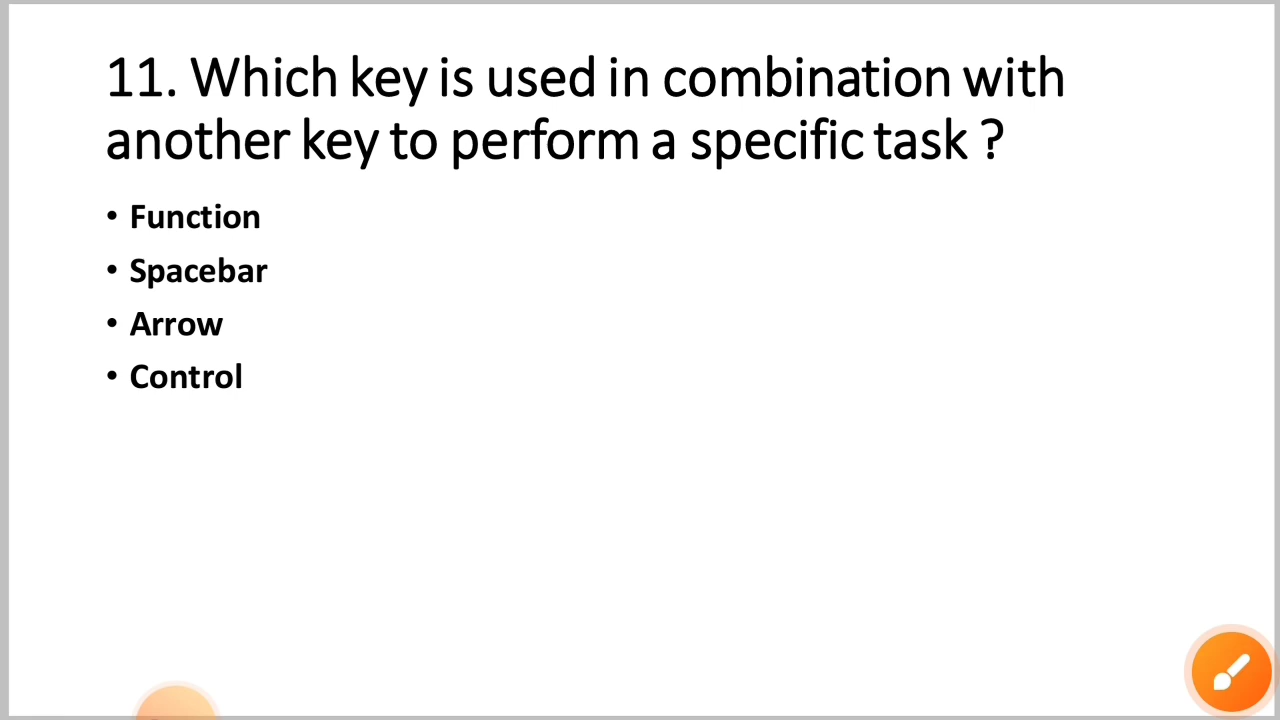 11. Which key is used in combination with
another key to perform a specific task ?
• Function
• Spacebar
• Arrow
• Control